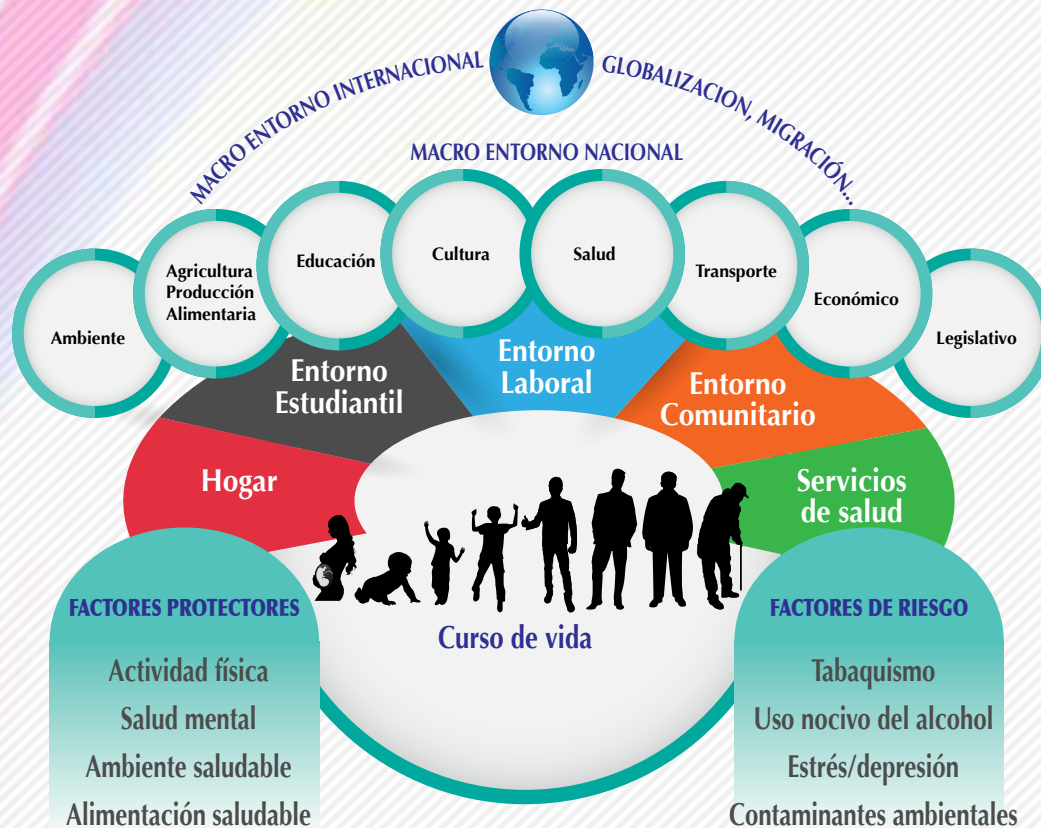 MACRO ENTORNO INTERNACIONAL
GLOBALIZACION, MIGRACIÓN...
MACRO ENTORNO NACIONAL
Ambiente
Agricultura
Producción
Alimentaria
Educación
Cultura
Salud
Transporte
Económico
Legislativo
Hogar
Entorno
Estudiantil
Entorno
Laboral
Entorno
Comunitario
Servicios
de salud
Curso de vida
FACTORES PROTECTORES
Actividad física
Salud mental
Ambiente saludable
Alimentación saludable
FACTORES DE RIESGO
Tabaquismo
Uso nocivo del alcohol
Estrés/depresión
Contaminantes ambientales